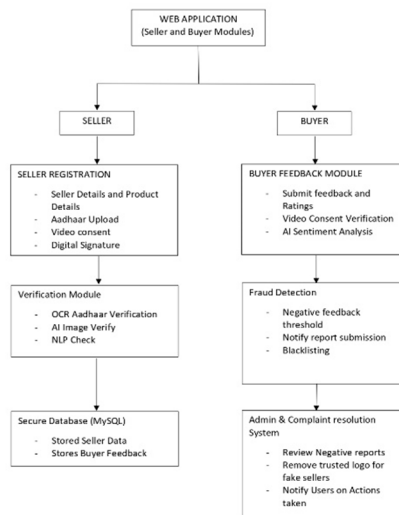 WEB APPLICATION
(Seller and Buyer Modules)
SELLER
BUYER
SELLER REGISTRATION
- Seller Details and Product
Details
- Aadhaar Upload
- Video consent
- Digital Signature
BUYER FEEDBACK MODULE
- Submit feedback and
Ratings
- Video Consent Verification
- AI Sentiment Analysis
Verification Module
- OCR Aadhaar Verification
- AI Image Verify
- NLP Check
Fraud Detection
- Negative feedback
threshold
- Notify report submission
- Blacklisting
Secure Database (MySQL)
- Stored Seller Data
- Stores Buyer Feedback
Admin & Complaint resolution
System
- Review Negative reports
- Remove trusted logo for
fake sellers
- Notify Users on Actions
taken